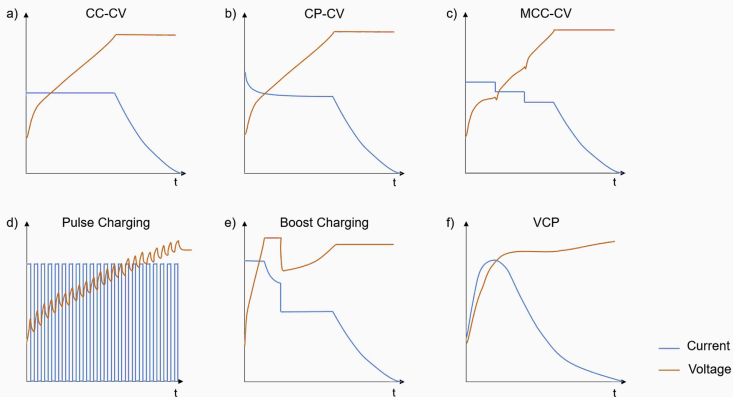 a) CC-CV
b) CP-CV
c) MCC-CV
t
t
t
d) Pulse Charging
e) Boost Charging
f) VCP
t
t
t
Current
Voltage